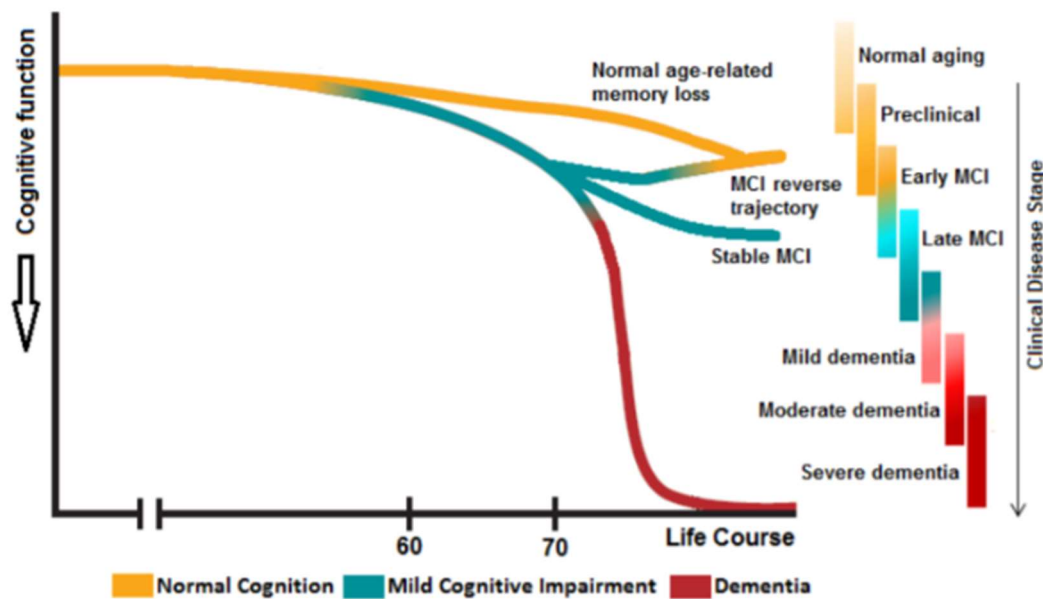 Cognitive function
Normal age-related
memory loss
MCI reverse
trajectory
Stable MCI
60
70
Life Course
Normal aging
Preclinical
Early MCI
Late MCI
Mild dementia
Moderate dementia
Severe dementia
Clinical Disease Stage
Normal Cognition
Mild Cognitive Impairment
Dementia